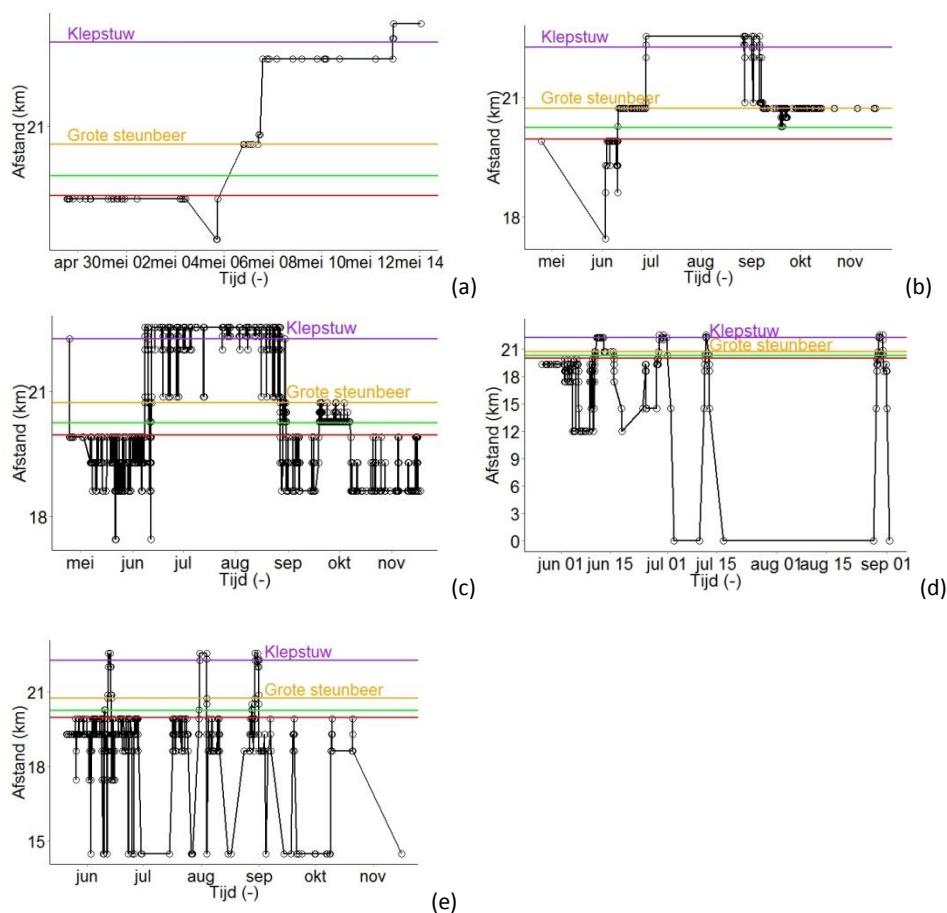 Klepstuw
Grote steunbeer
21
Afstand (km)
apr 30mei 02mei 04mei 06mei 08mei 10mei 12mei 14
Tijd (-)
(a)
Klepstuw
Grote steunbeer
21
18
Afstand (km)
mei jun jul aug sep okt nov
Tijd (-)
(b)
Klepstuw
Grote steunbeer
21
18
Afstand (km)
mei jun jul aug sep okt nov
Tijd (-)
(c)
Klepstuw
Grote steunbeer
21
18
15
12
9
6
3
0
Afstand (km)
jun 01 jun 15 jul 01 jul 15 aug 01 aug 15 sep 01
Tijd (-)
(d)
Klepstuw
Grote steunbeer
21
18
15
Afstand (km)
jun jul aug sep okt nov
Tijd (-)
(e)